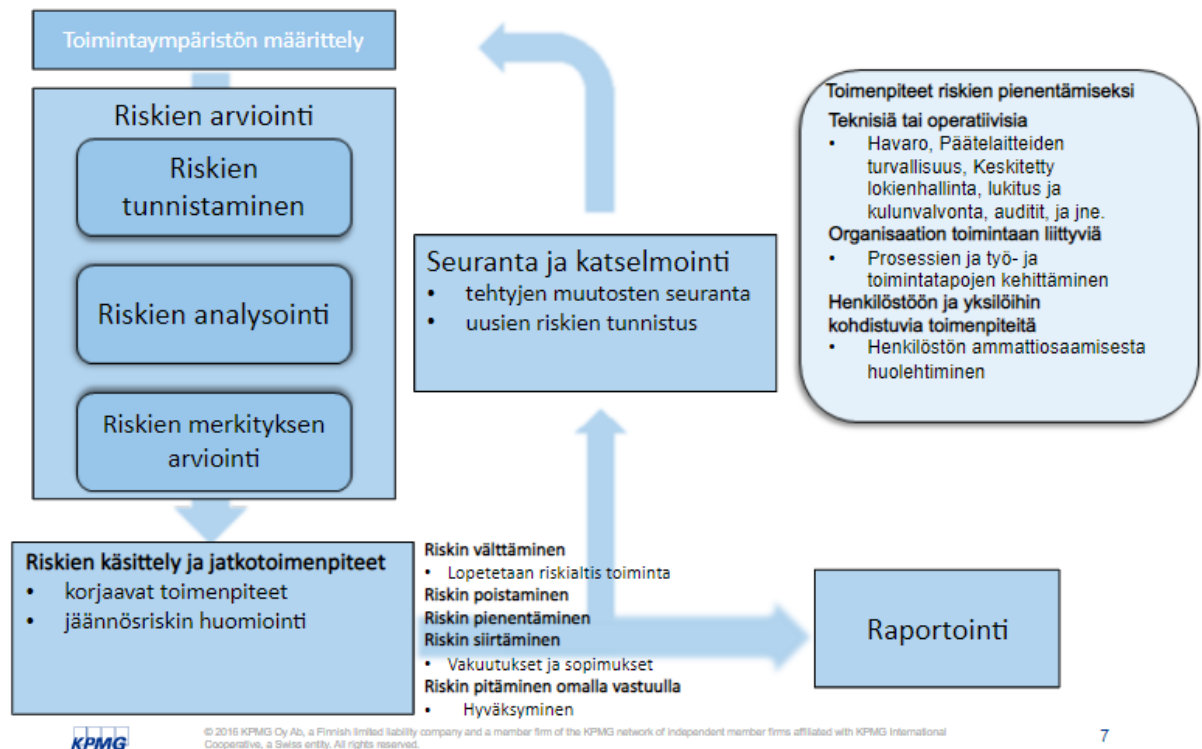 Toimintaympäristön määrittely
Riskien arviointi
Riskien
tunnistaminen
Riskien analysointi
Riskien merkityksen
arviointi
Riskien käsittely ja jatkotoimenpiteet
• korjaavat toimenpiteet
• jäännösriskin huomiointi
Seuranta ja katselmointi
• tehtyjen muutosten seuranta
• uusien riskien tunnistus
Toimenpiteet riskien pienentämiseksi
Teknisiä tai operatiivisia
• Havaro, Päätelaitteiden
turvallisuus, Keskitetty
lokienhallinta, lukitus ja
kulunvalvonta, auditit, ja jne.
Organisaation toimintaan liittyviä
• Prosessien ja työ- ja
toimintatapojen kehittäminen
Henkilöstöön ja yksilöihin
kohdistuvia toimenpiteitä
• Henkilöstön ammattiosaamisesta
huolehtiminen
Riskin välttäminen
• Lopetetaan riskialtis toiminta
Riskin poistaminen
Riskin pienentäminen
Riskin siirtäminen
• Vakuutukset ja sopimukset
Riskin pitäminen omalla vastuulla
• Hyväksyminen
Raportointi
KPMG
© 2016 KPMG Oy Ab, a Finnish limited liability company and a member firm of the KPMG network of independent member firms affiliated with KPMG International
Cooperative, a Swiss entity. All rights reserved.
7